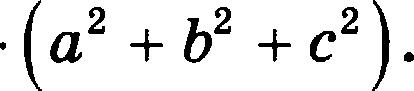 ·(a² + b² + c²).